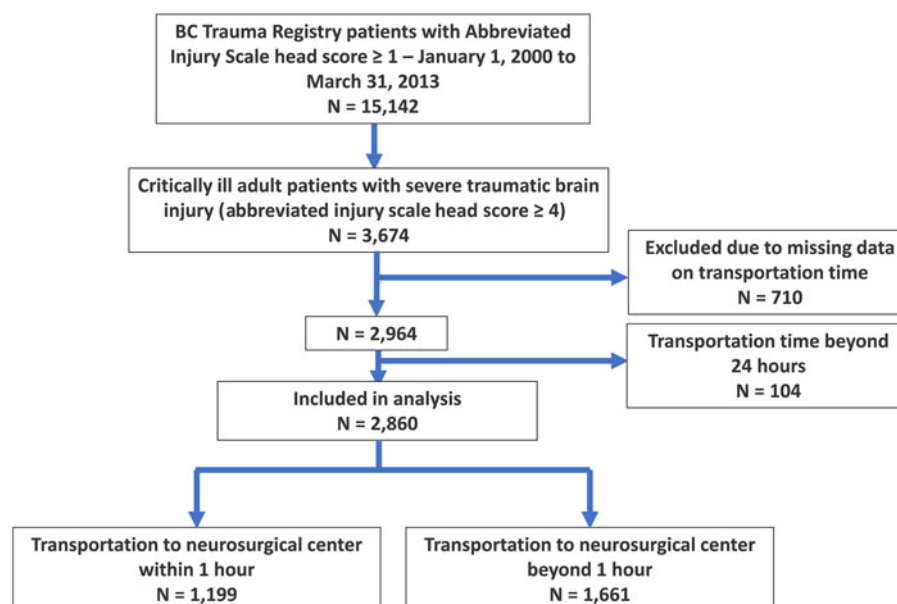 BC Trauma Registry patients with Abbreviated
Injury Scale head score ≥ 1 – January 1, 2000 to
March 31, 2013
N = 15,142
Critically ill adult patients with severe traumatic brain
injury (abbreviated injury scale head score ≥ 4)
N = 3,674
Excluded due to missing data
on transportation time
N = 710
N = 2,964
Transportation time beyond
24 hours
N = 104
Included in analysis
N = 2,860
Transportation to neurosurgical center
within 1 hour
N = 1,199
Transportation to neurosurgical center
beyond 1 hour
N = 1,661